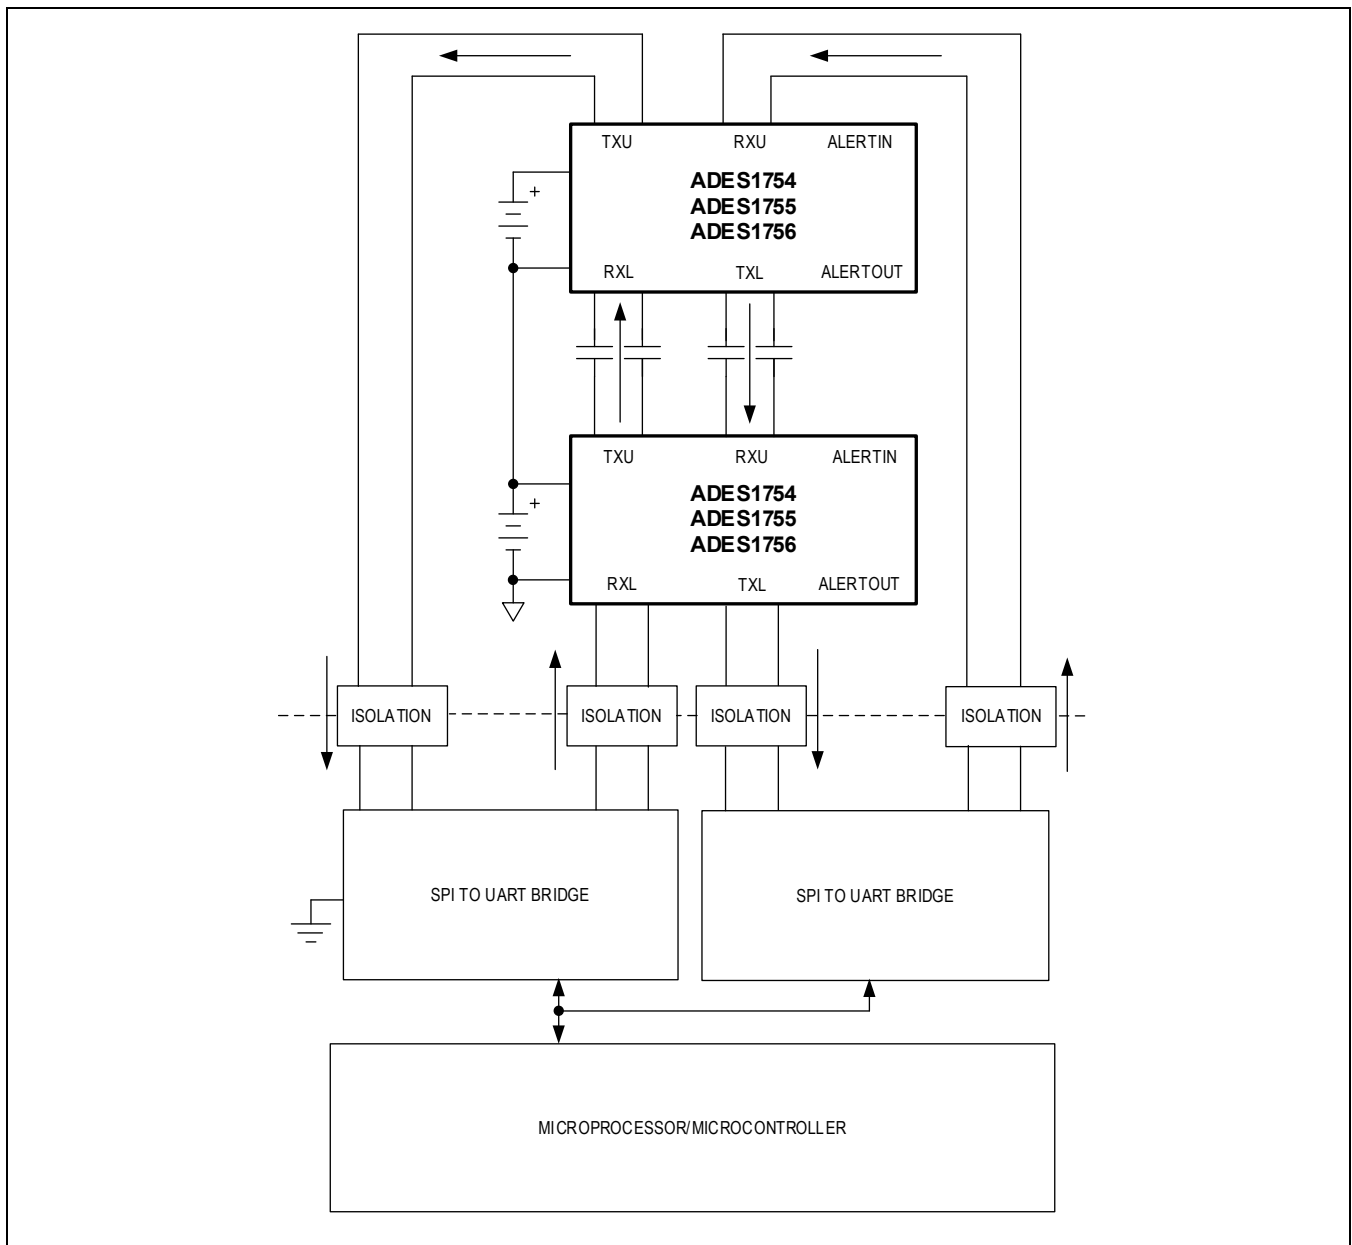 TXU RXU ALERTIN
ADES1754
ADES1755
ADES1756
+
RXL TXL ALERTOUT
TXU RXU ALERTIN
ADES1754
ADES1755
ADES1756
+
RXL TXL ALERTOUT
ISOLATION ISOLATION ISOLATION ISOLATION
SPI TO UART BRIDGE SPI TO UART BRIDGE
MICROPROCESSOR/MICROCONTROLLER